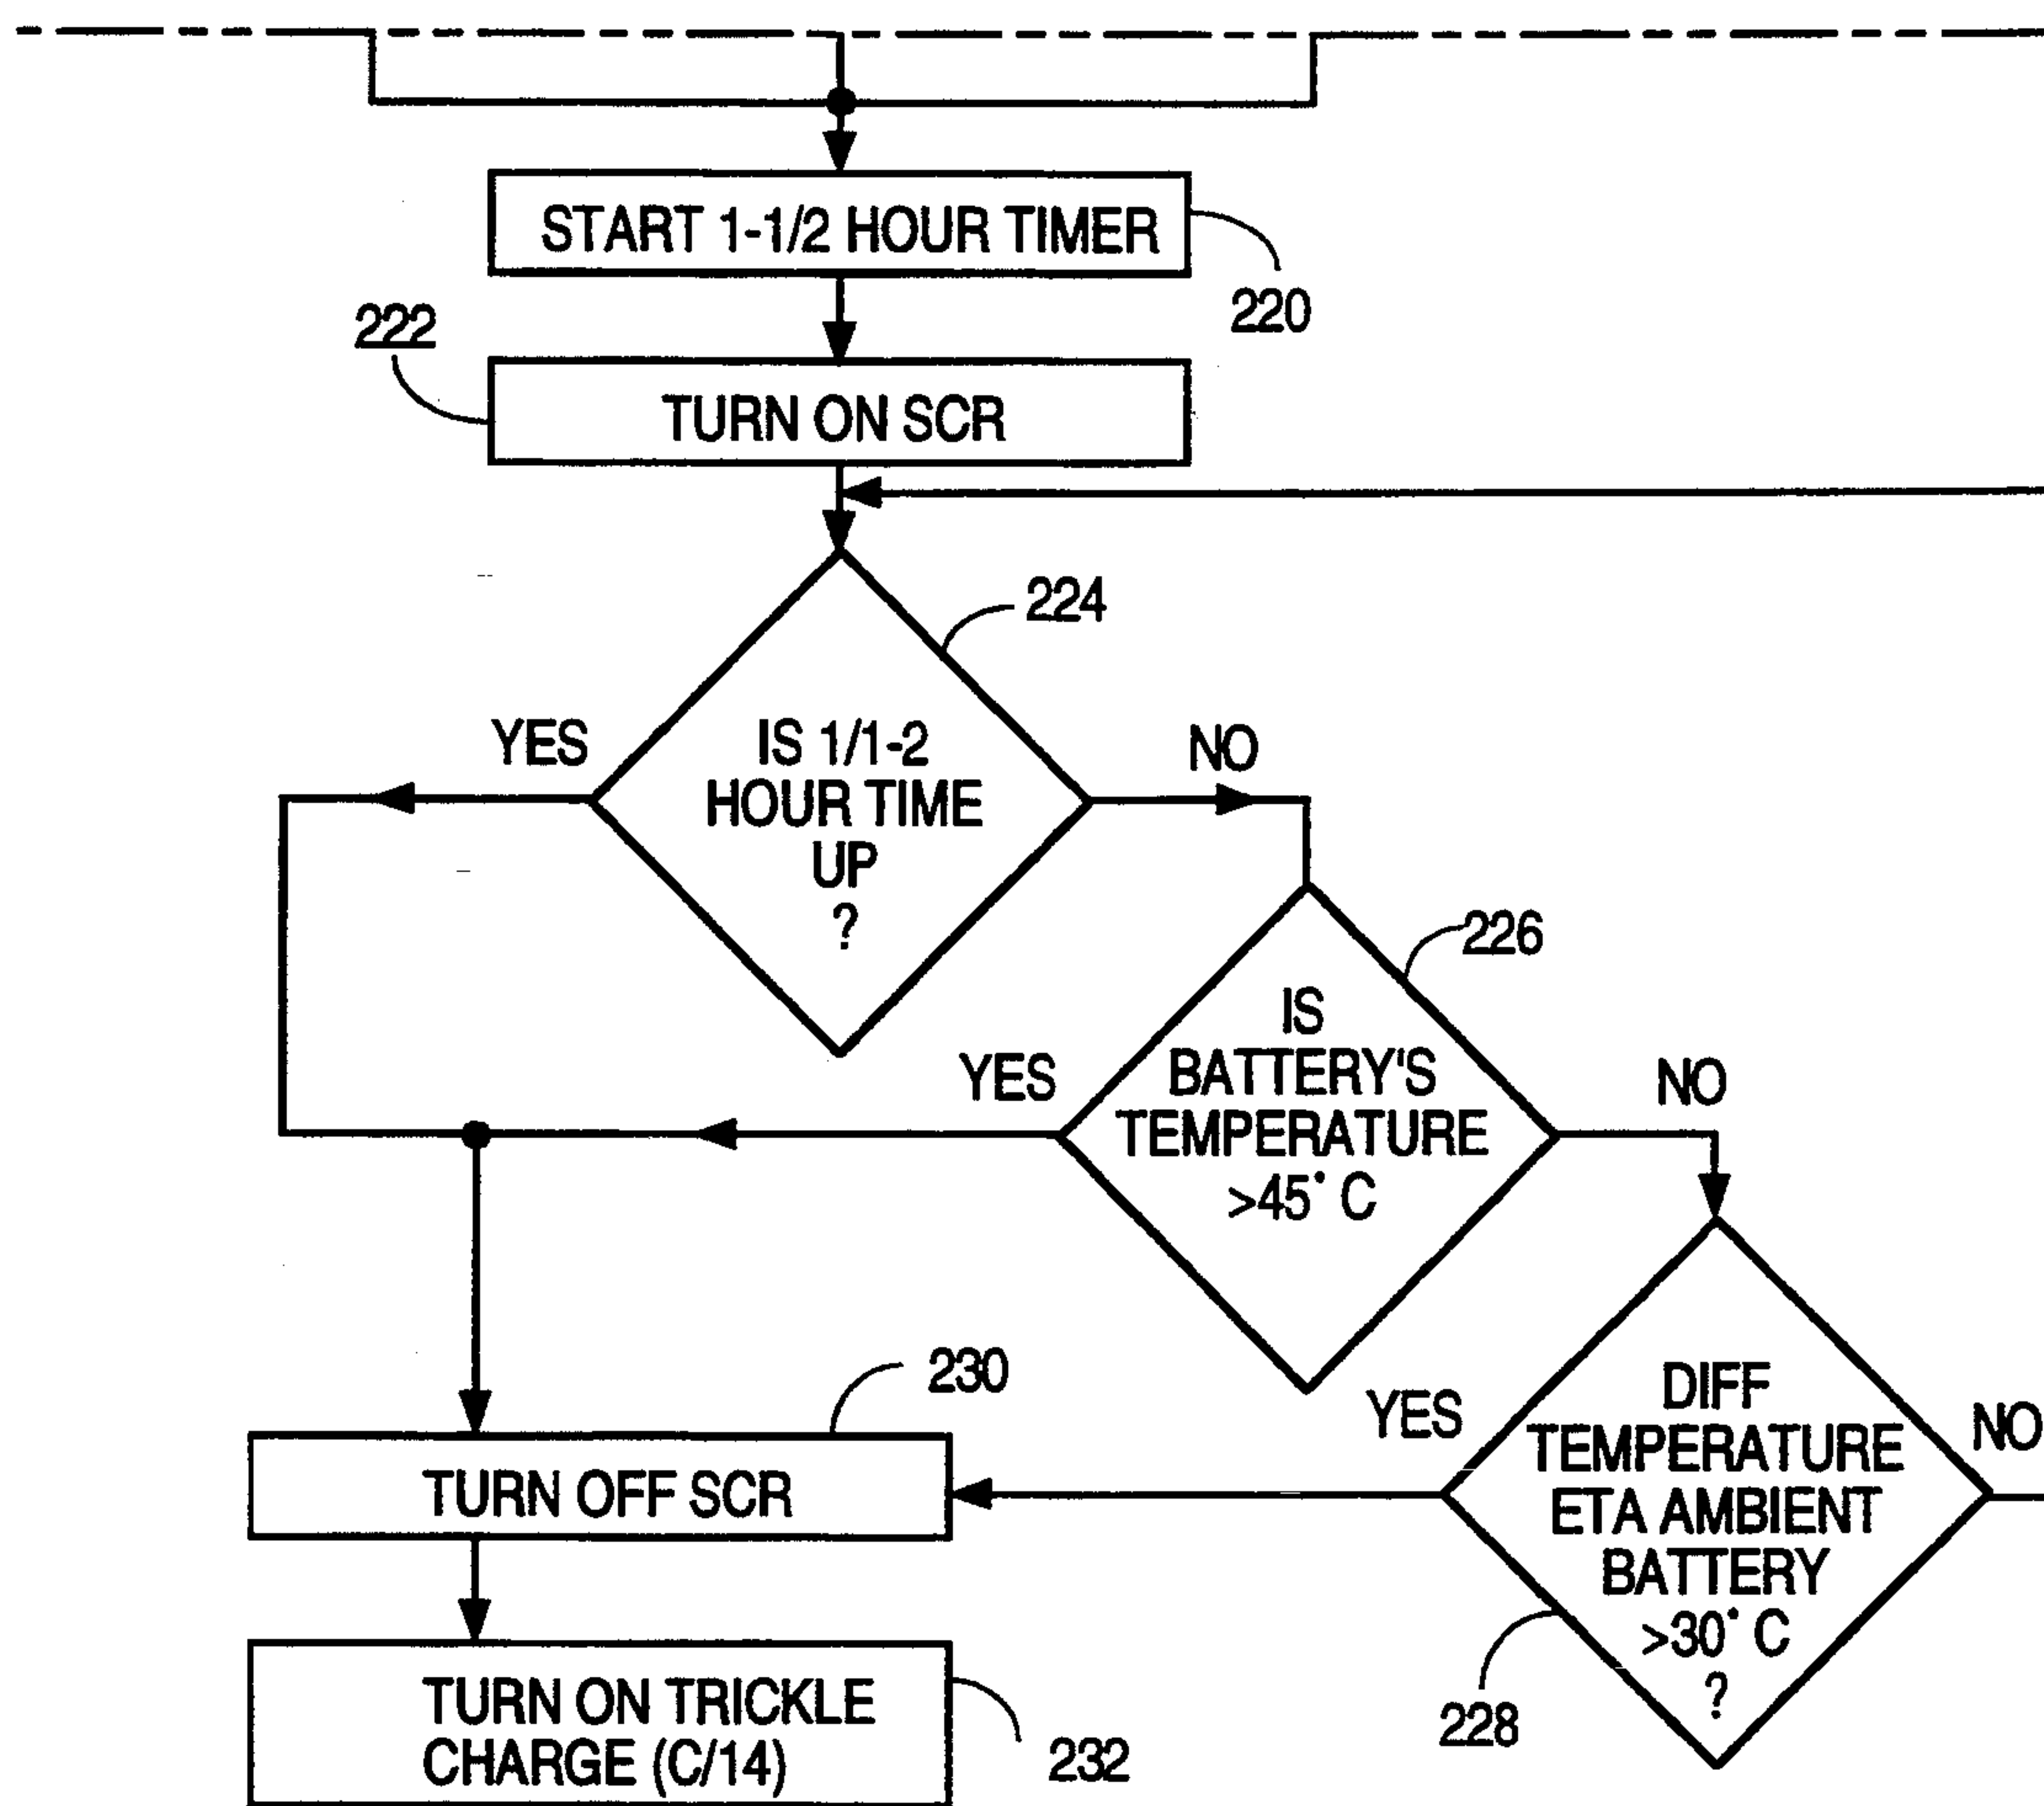 START 1-1/2 HOUR TIMER
220
222
TURN ON SCR
224
YES
IS 1/1-2
HOUR TIME
UP
?
NO
226
IS
BATTERY'S
TEMPERATURE
>45° C
YES
NO
230
TURN OFF SCR
YES
DIFF
TEMPERATURE
ETA AMBIENT
BATTERY
>30° C
?
NO
228
TURN ON TRICKLE
CHARGE (C/14)
232